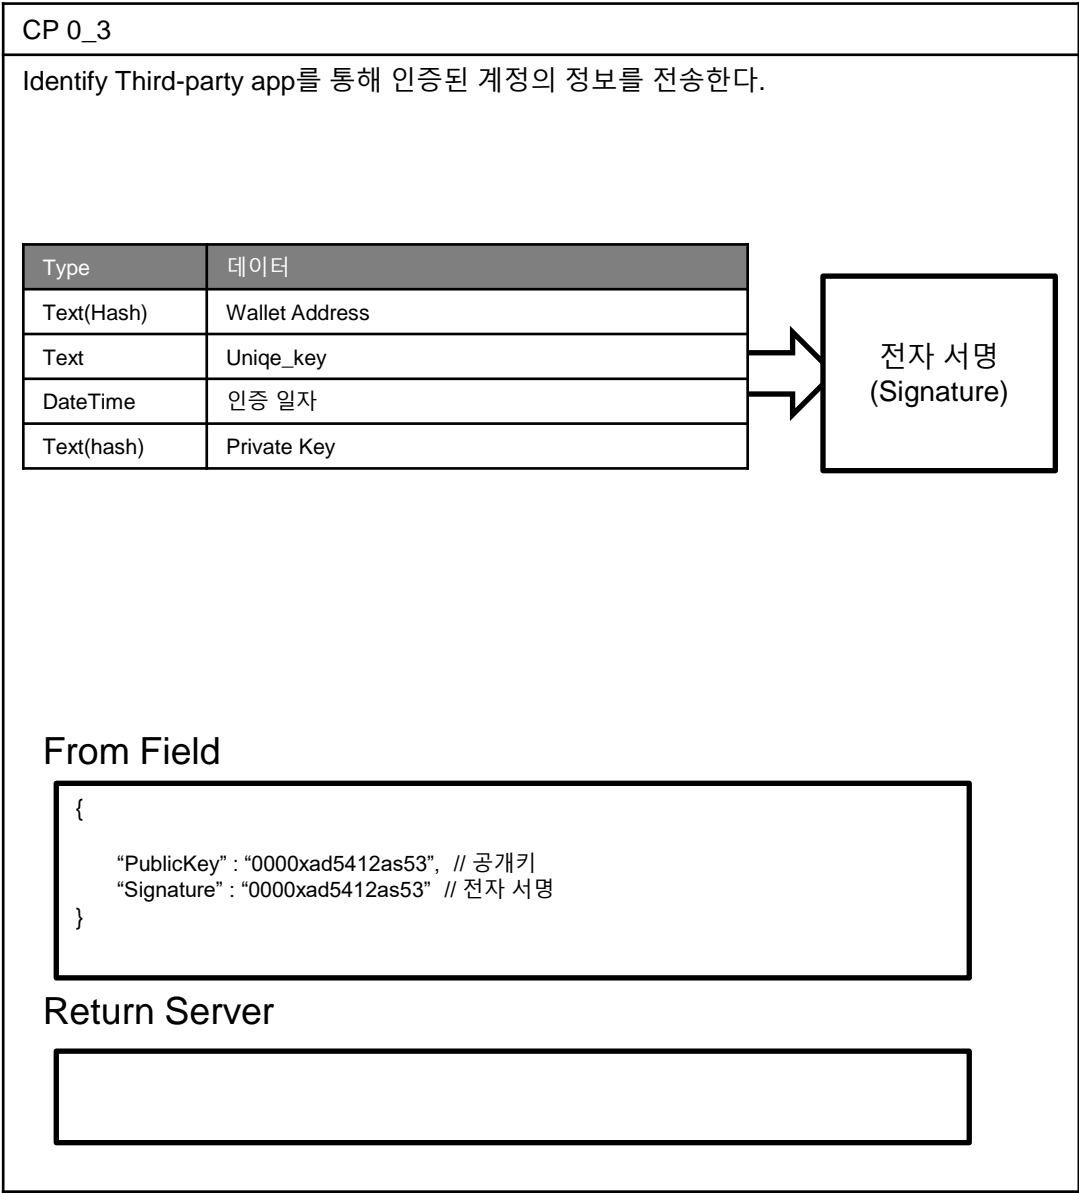 CP 0_3
Identify Third-party app를 통해 인증된 계정의 정보를 전송한다.
Type 데이터
Text(Hash) Wallet Address
Text Uniqe_key
DateTime 인증 일자
Text(hash) Private Key
전자 서명
(Signature)
From Field
{
“PublicKey” : “0000xad5412as53”, // 공개키
“Signature” : “0000xad5412as53” // 전자 서명
}
Return Server